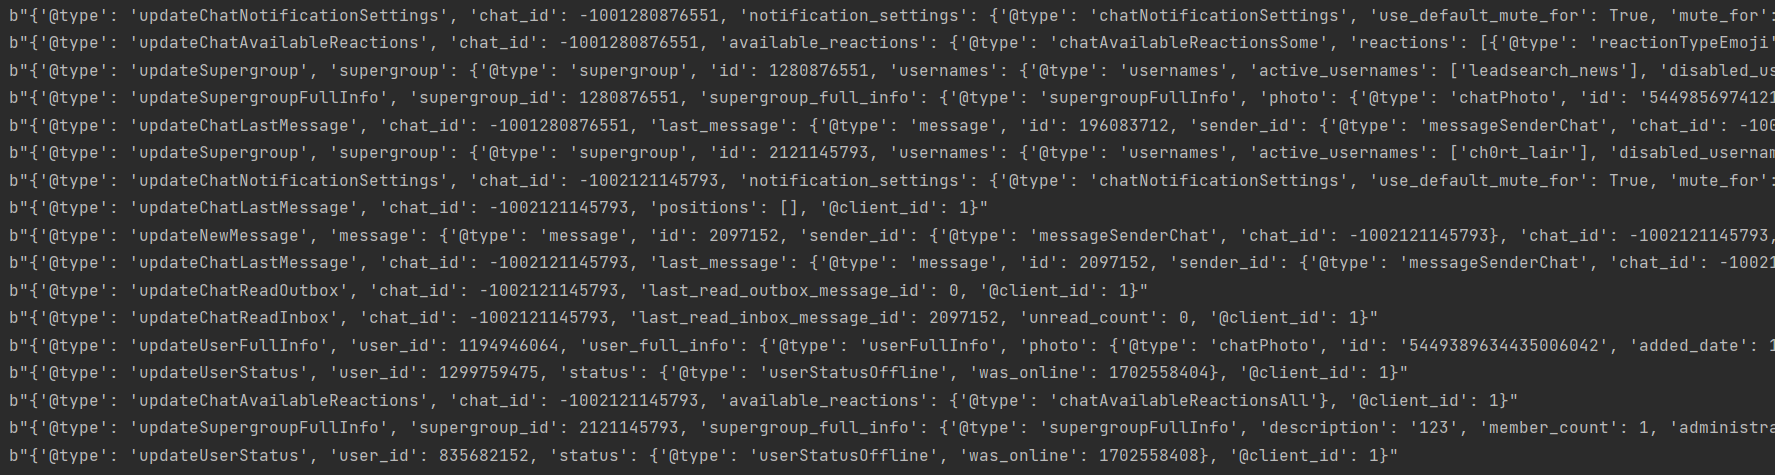 b"{'@type': 'updateChatNotificationSettings', 'chat_id': -1001280876551, 'notification_settings': {'@type': 'chatNotificationSettings', 'use_default_mute_for': True, 'mute_for':
b"{'@type': 'updateChatAvailableReactions', 'chat_id': -1001280876551, 'available_reactions': {'@type': 'chatAvailableReactionsSome', 'reactions': [{'@type': 'reactionTypeEmoji'
b"{'@type': 'updateSupergroup', 'supergroup': {'@type': 'supergroup', 'id': 1280876551, 'usernames': {'@type': 'usernames', 'active_usernames': ['leadsearch_news'], 'disabled_us
b"{'@type': 'updateSupergroupFullInfo', 'supergroup_id': 1280876551, 'supergroup_full_info': {'@type': 'supergroupFullInfo', 'photo': {'@type': 'chatPhoto', 'id': '5449856974121
b"{'@type': 'updateChatLastMessage', 'chat_id': -1001280876551, 'last_message': {'@type': 'message', 'id': 196083712, 'sender_id': {'@type': 'messageSenderChat', 'chat_id': -100
b"{'@type': 'updateSupergroup', 'supergroup': {'@type': 'supergroup', 'id': 2121145793, 'usernames': {'@type': 'usernames', 'active_usernames': ['ch0rt_lair'], 'disabled_usernam
b"{'@type': 'updateChatNotificationSettings', 'chat_id': -1002121145793, 'notification_settings': {'@type': 'chatNotificationSettings', 'use_default_mute_for': True, 'mute_for':
b"{'@type': 'updateChatLastMessage', 'chat_id': -1002121145793, 'positions': [], '@client_id': 1}"
b"{'@type': 'updateNewMessage', 'message': {'@type': 'message', 'id': 2097152, 'sender_id': {'@type': 'messageSenderChat', 'chat_id': -1002121145793}, 'chat_id': -1002121145793,
b"{'@type': 'updateChatLastMessage', 'chat_id': -1002121145793, 'last_message': {'@type': 'message', 'id': 2097152, 'sender_id': {'@type': 'messageSenderChat', 'chat_id': -10021
b"{'@type': 'updateChatReadOutbox', 'chat_id': -1002121145793, 'last_read_outbox_message_id': 0, '@client_id': 1}"
b"{'@type': 'updateChatReadInbox', 'chat_id': -1002121145793, 'last_read_inbox_message_id': 2097152, 'unread_count': 0, '@client_id': 1}"
b"{'@type': 'updateUserFullInfo', 'user_id': 1194946064, 'user_full_info': {'@type': 'userFullInfo', 'photo': {'@type': 'chatPhoto', 'id': '5449389634435006042', 'added_date': 1
b"{'@type': 'updateUserStatus', 'user_id': 1299759475, 'status': {'@type': 'userStatusOffline', 'was_online': 1702558404}, '@client_id': 1}"
b"{'@type': 'updateChatAvailableReactions', 'chat_id': -1002121145793, 'available_reactions': {'@type': 'chatAvailableReactionsAll'}, '@client_id': 1}"
b"{'@type': 'updateSupergroupFullInfo', 'supergroup_id': 2121145793, 'supergroup_full_info': {'@type': 'supergroupFullInfo', 'description': '123', 'member_count': 1, 'administra
b"{'@type': 'updateUserStatus', 'user_id': 835682152, 'status': {'@type': 'userStatusOffline', 'was_online': 1702558408}, '@client_id': 1}"